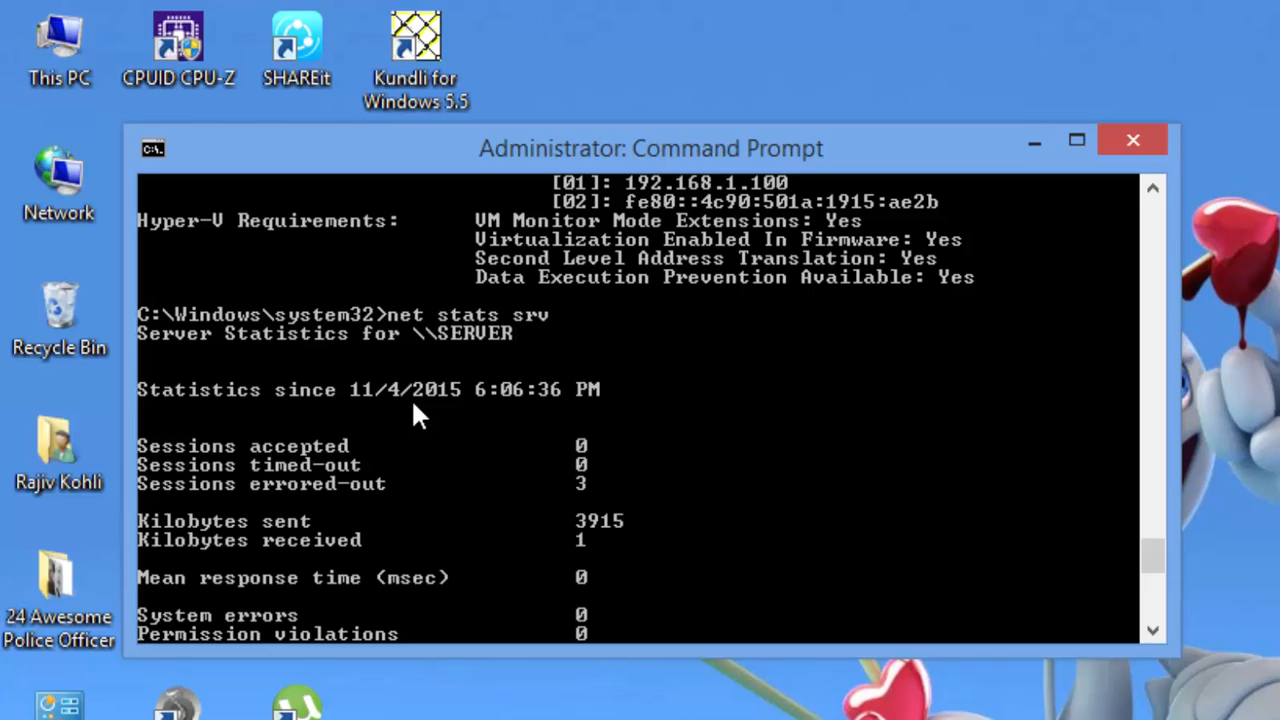 This PC
CPUID CPU-Z
SHAREit
Kundli for
Windows 5.5
Network
Recycle Bin
Rajiv Kohli
24 Awesome
Police Officer
Administrator: Command Prompt
[01]: 192.168.1.100
[02]: fe80::4c90:501a:1915:ae2b
Hyper-V Requirements: VM Monitor Mode Extensions: Yes
Virtualization Enabled In Firmware: Yes
Second Level Address Translation: Yes
Data Execution Prevention Available: Yes
C:\Windows\system32>net stats srv
Server Statistics for \\SERVER
Statistics since 11/4/2015 6:06:36 PM
Sessions accepted 0
Sessions timed-out 0
Sessions errored-out 3
Kilobytes sent 3915
Kilobytes received 1
Mean response time (msec) 0
System errors 0
Permission violations 0